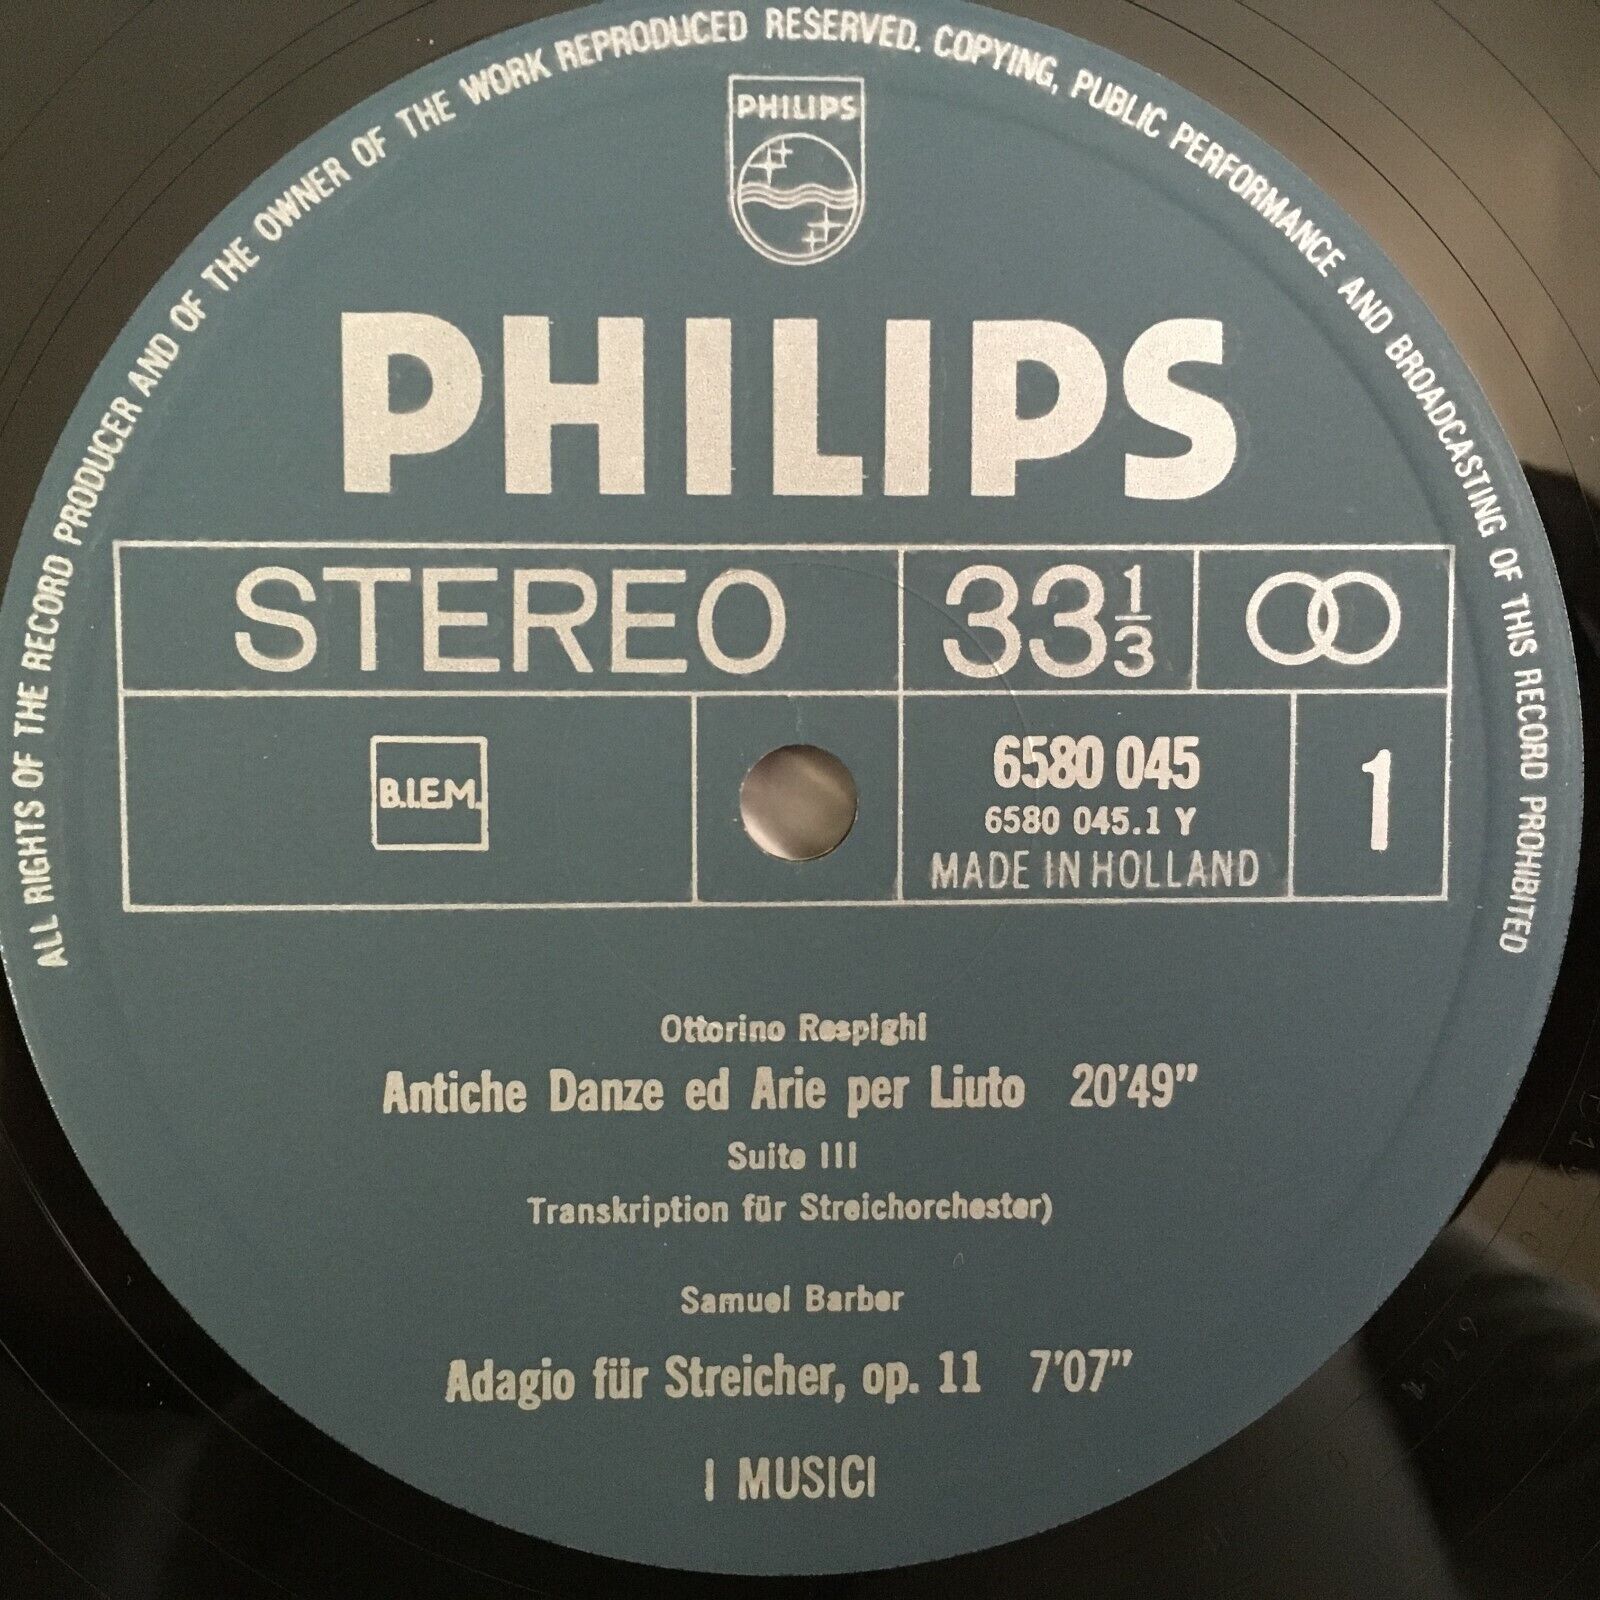 ALL RIGHTS OF THE RECORD PRODUCER AND OF THE OWNER OF THE WORK REPRODUCED RESERVED. COPYING, PUBLIC PERFORMANCE AND BROADCASTING OF THIS RECORD PROHIBITED
PHILIPS
PHILIPS
STEREO 33 1/3
B.I.E.M. 6580 045 1
6580 045.1 Y
MADE IN HOLLAND
Ottorino Respighi
Antiche Danze ed Arie per Liuto 20'49"
Suite III
Transkription für Streichorchester)
Samuel Barber
Adagio für Streicher, op. 11 7'07"
I MUSICI